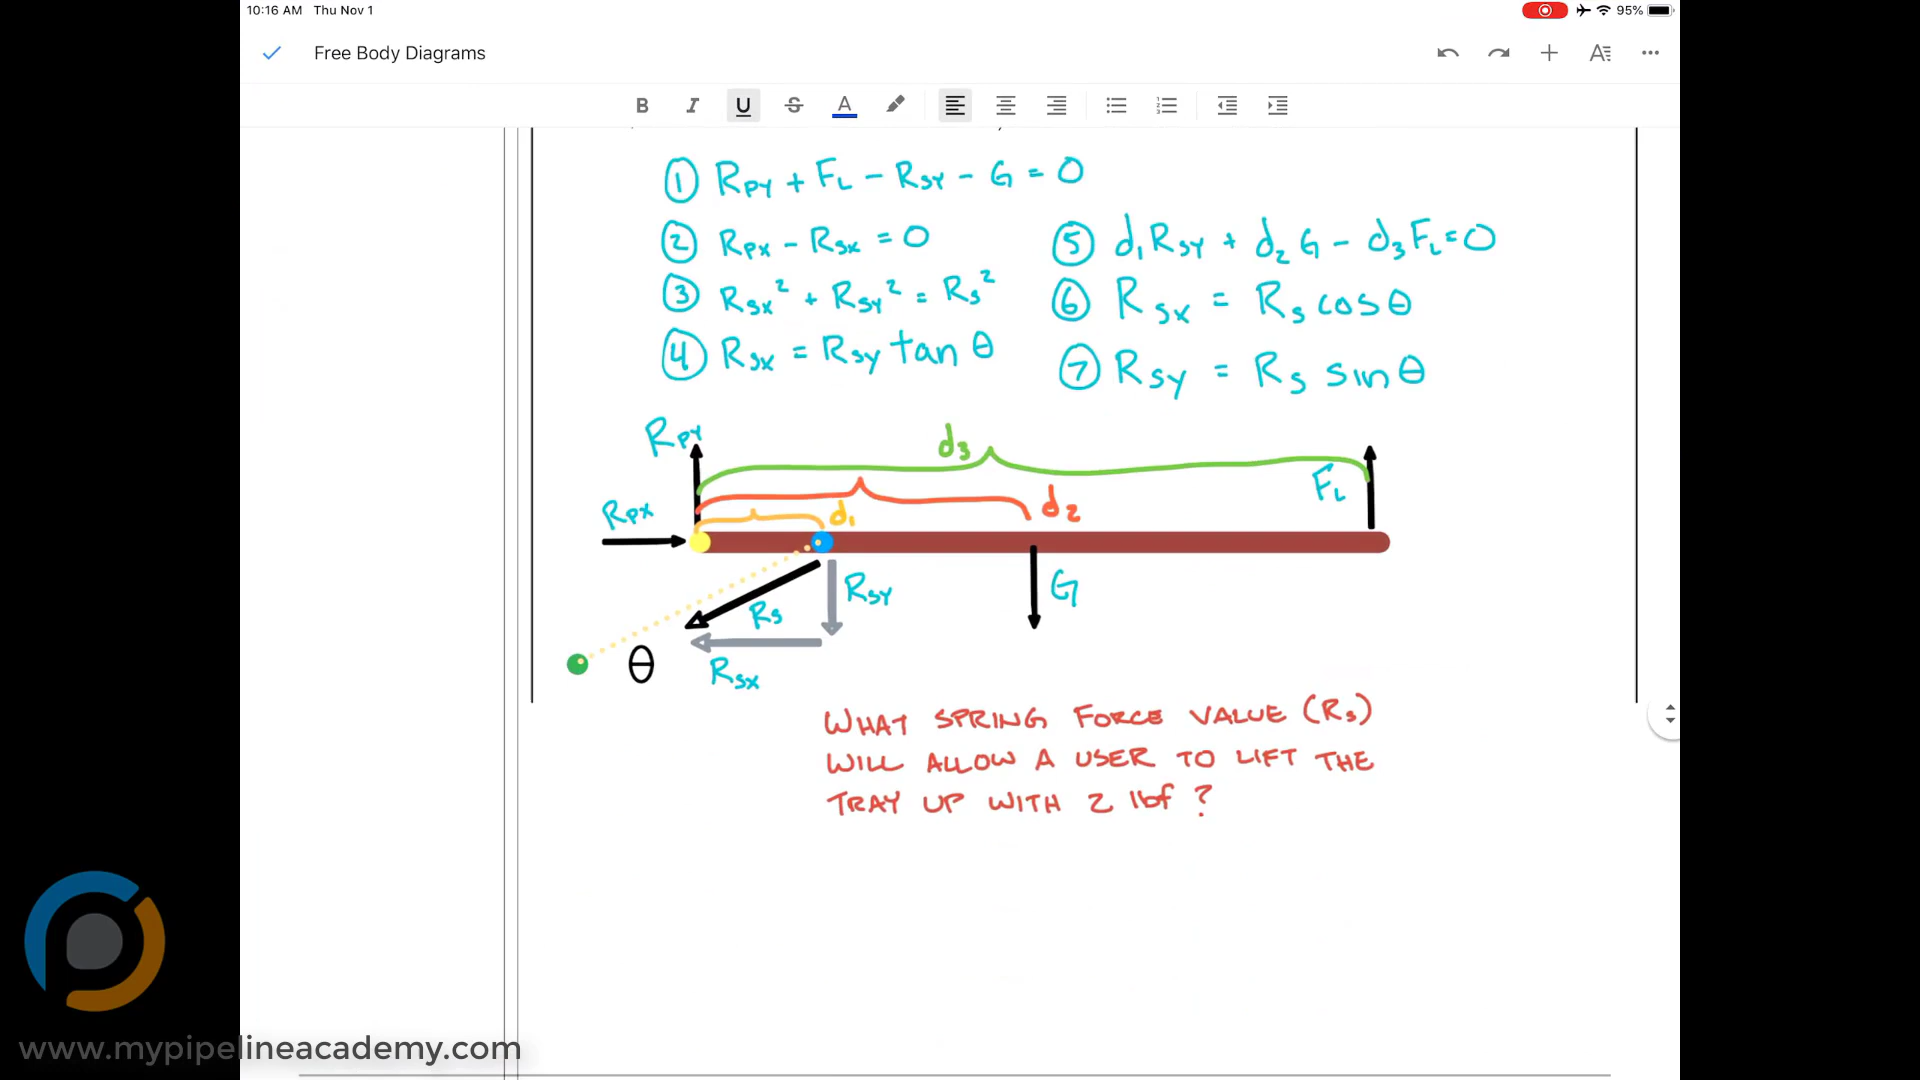 10:16 AM Thu Nov 1
95%
Free Body Diagrams
B I U S A
① RPY + FL - RSY - G = 0
② RPX - RSX = 0
③ RSX² + RSY² = RS²
④ RSX = RSY tan θ
⑤ d1RSY + d2G - d3FL = 0
⑥ RSX = RS cos θ
⑦ RSY = RS sin θ
RPY
d3
FL
RPX
d1
d2
RSY
G
RS
θ
RSX
WHAT SPRING FORCE VALUE (RS)
WILL ALLOW A USER TO LIFT THE
TRAY UP WITH 2 lbf ?
www.mypipelineacademy.com